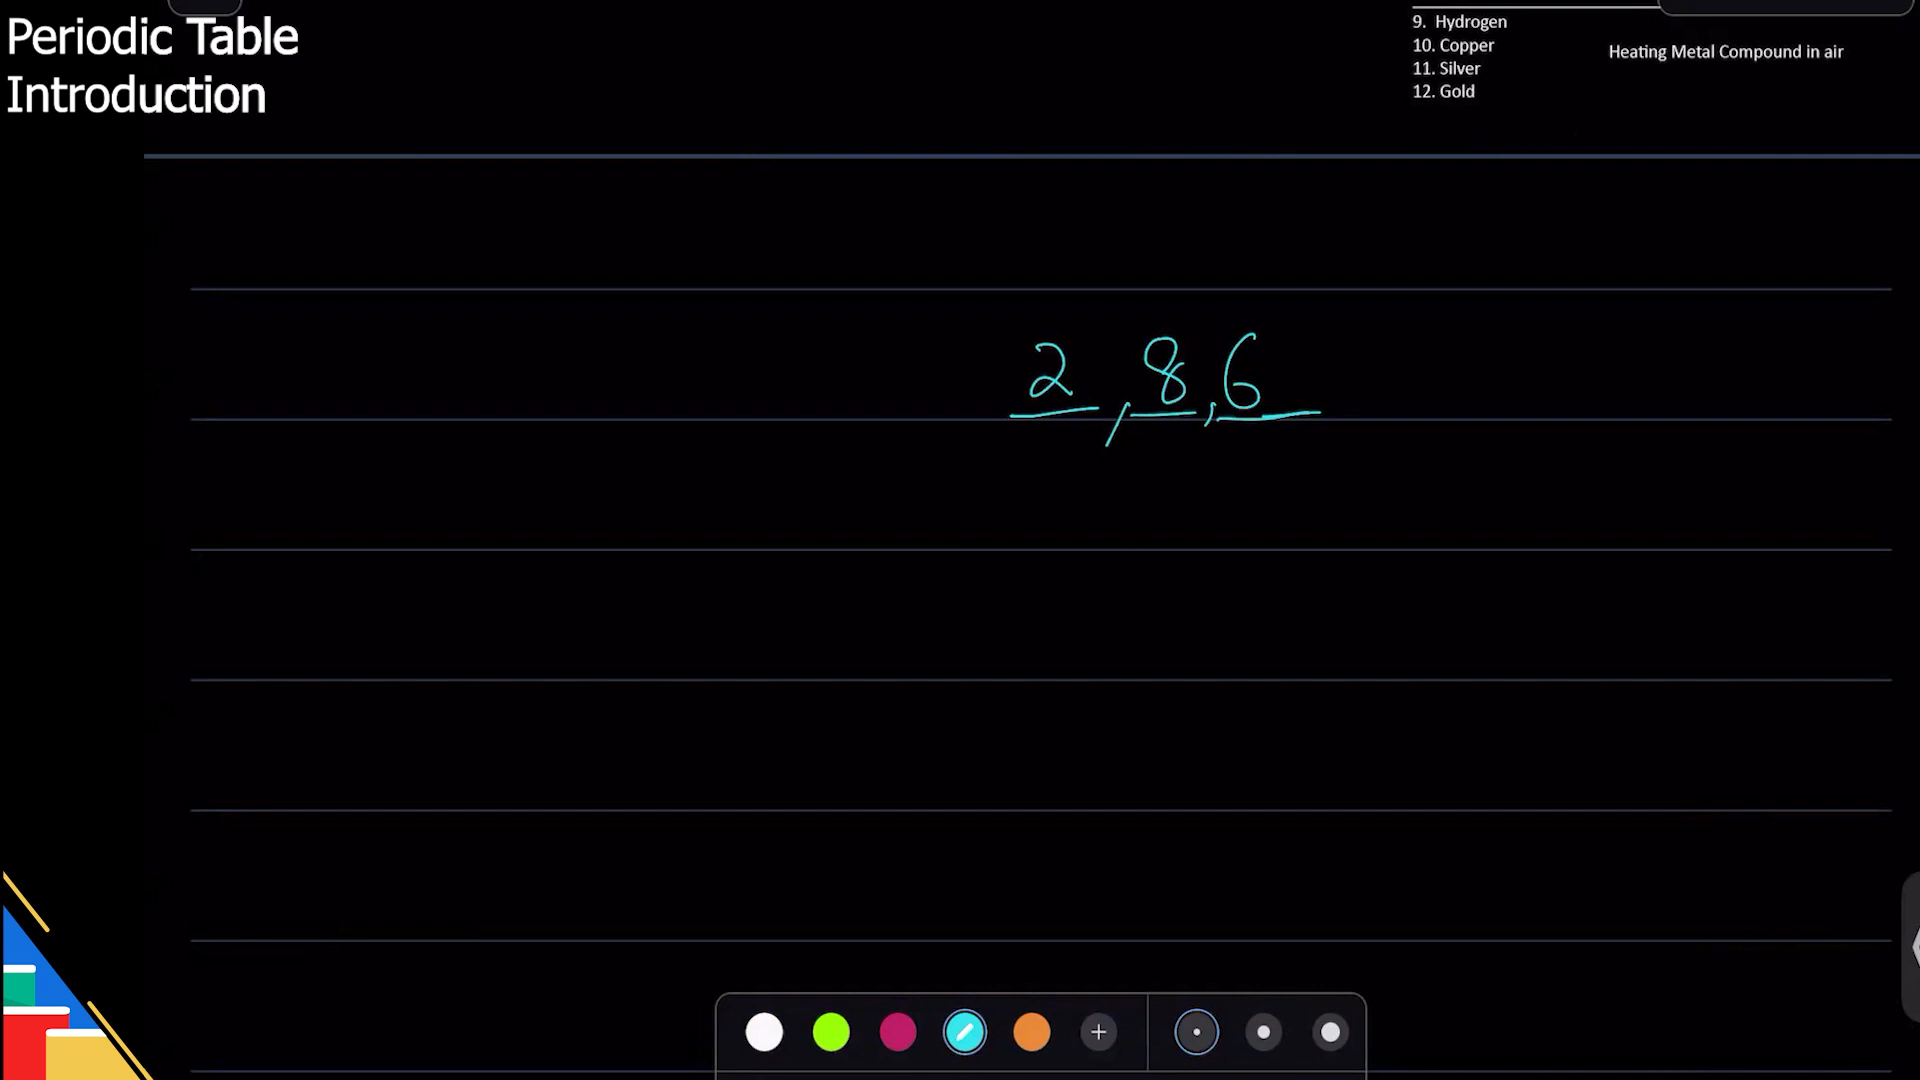 Periodic Table
Introduction
9. Hydrogen
10. Copper
11. Silver
12. Gold
Heating Metal Compound in air
2, 8, 6